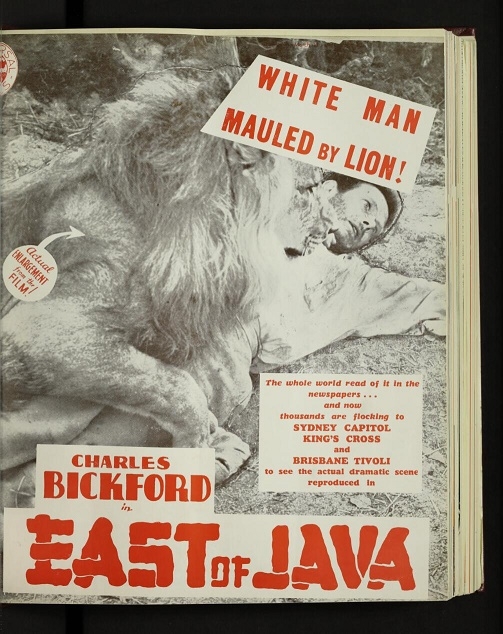 WHITE MAN
MAULED BY LION!
Actual
ENLARGEMENT
from the
FILM!
The whole world read of it in the
newspapers . . .
and now
thousands are flocking to
SYDNEY CAPITOL
KING'S CROSS
and
BRISBANE TIVOLI
to see the actual dramatic scene
reproduced in
CHARLES
BICKFORD
in
EAST OF JAVA